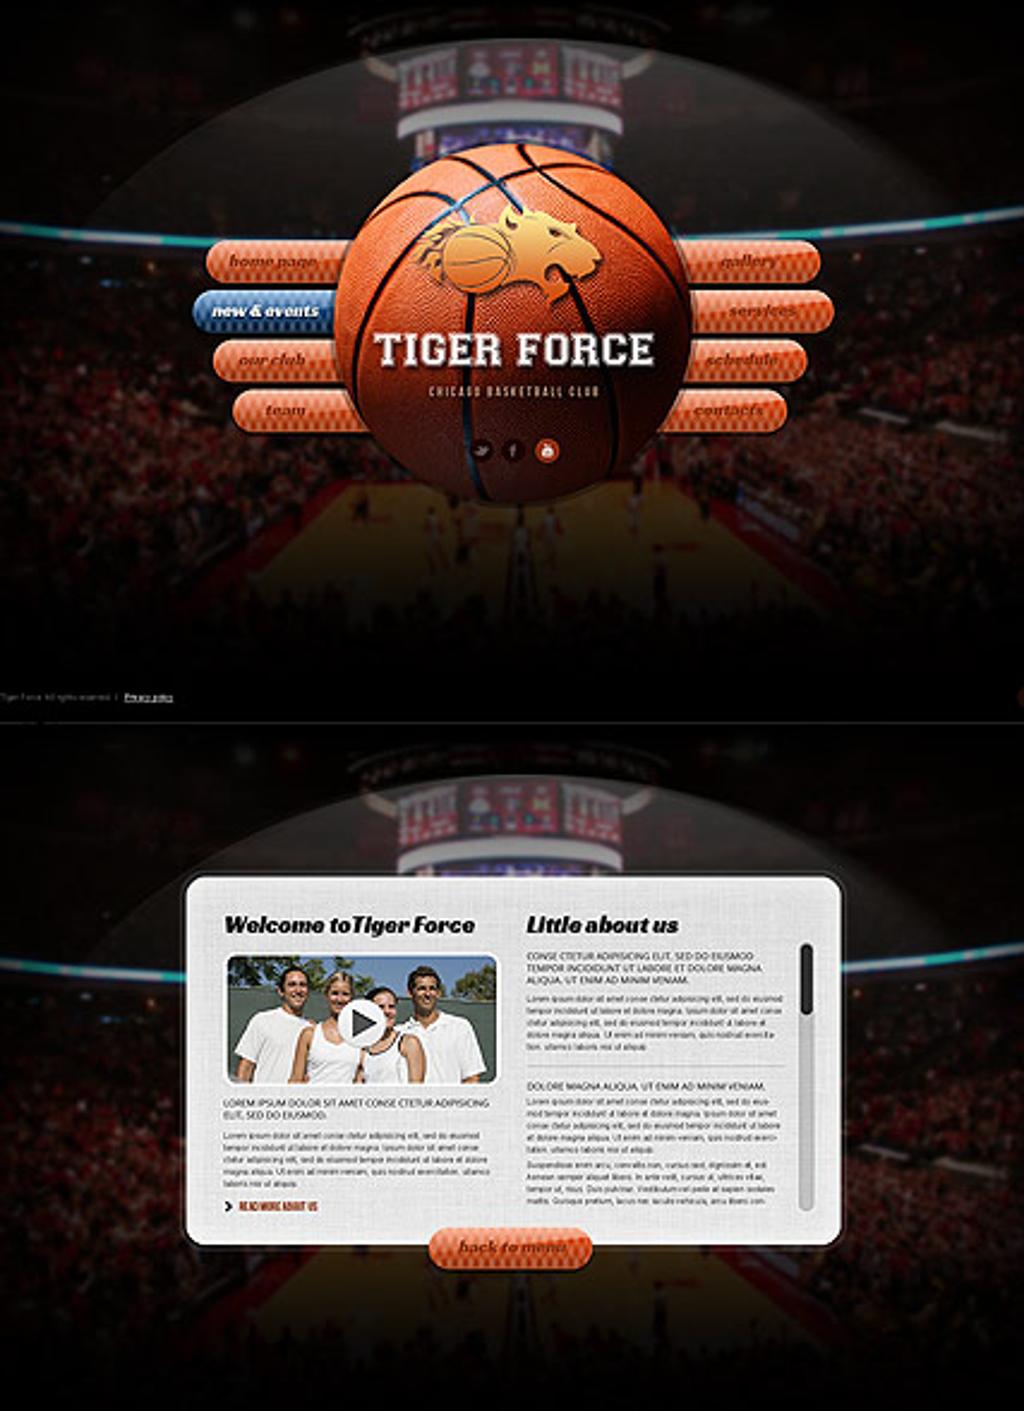 home page
new & events
our club
team
gallery
services
schedule
contacts
TIGER FORCE
CHICAGO BASKETBALL CLUB
Tiger Force All rights reserved. | Privacy policy
Welcome toTiger Force
LOREM IPSUM DOLOR SIT AMET CONSE CTETUR ADIPISICING
ELIT, SED DO EIUSMOD.
Lorem ipsum dolor sit amet conse ctetur adipisicing elit, sed do eiusmod
tempor incididunt ut labore et dolore magna. Lorem ipsum dolor sit amet conse
ctetur adipisicing elit, sed do eiusmod tempor incididunt ut labore et dolore
magna aliqua. Ut enim ad minim veniam, quis nostrud exercitation, ullamco
laboris nisi ut aliquip.
READ MORE ABOUT US
Little about us
CONSE CTETUR ADIPISICING ELIT, SED DO EIUSMOD
TEMPOR INCIDIDUNT UT LABORE ET DOLORE MAGNA
ALIQUA. UT ENIM AD MINIM VENIAM.
Lorem ipsum dolor sit amet conse ctetur adipisicing elit, sed do eiusmod
tempor incididunt ut labore et dolore magna. Lorem ipsum dolor sit amet conse
ctetur adipisicing elit, sed do eiusmod tempor incididunt ut labore et
dolore magna aliqua. Ut enim ad minim veniam, quis nostrud exercita-
tion, ullamco laboris nisi ut aliquip.
DOLORE MAGNA ALIQUA. UT ENIM AD MINIM VENIAM.
Lorem ipsum dolor sit amet conse ctetur adipisicing elit, sed do eius-
mod tempor incididunt ut labore et dolore magna. Lorem ipsum dolor sit amet conse
ctetur adipisicing elit, sed do eiusmod tempor incididunt ut labore et
dolore magna aliqua. Ut enim ad minim veniam, quis nostrud exerci-
tation, ullamco laboris nisi ut aliquip.
Suspendisse enim arcu, convallis non, cursus sed, dignissim et, est.
Aenean semper aliquet libero. In ante velit, cursus ut, ultrices vitae,
tempor ut, risus. Duis pulvinar. Vestibulum vel pede at sapien sodales
mattis. Quisque pretium, lacus nec iaculis vehicula, arcu libero con-
back to menu